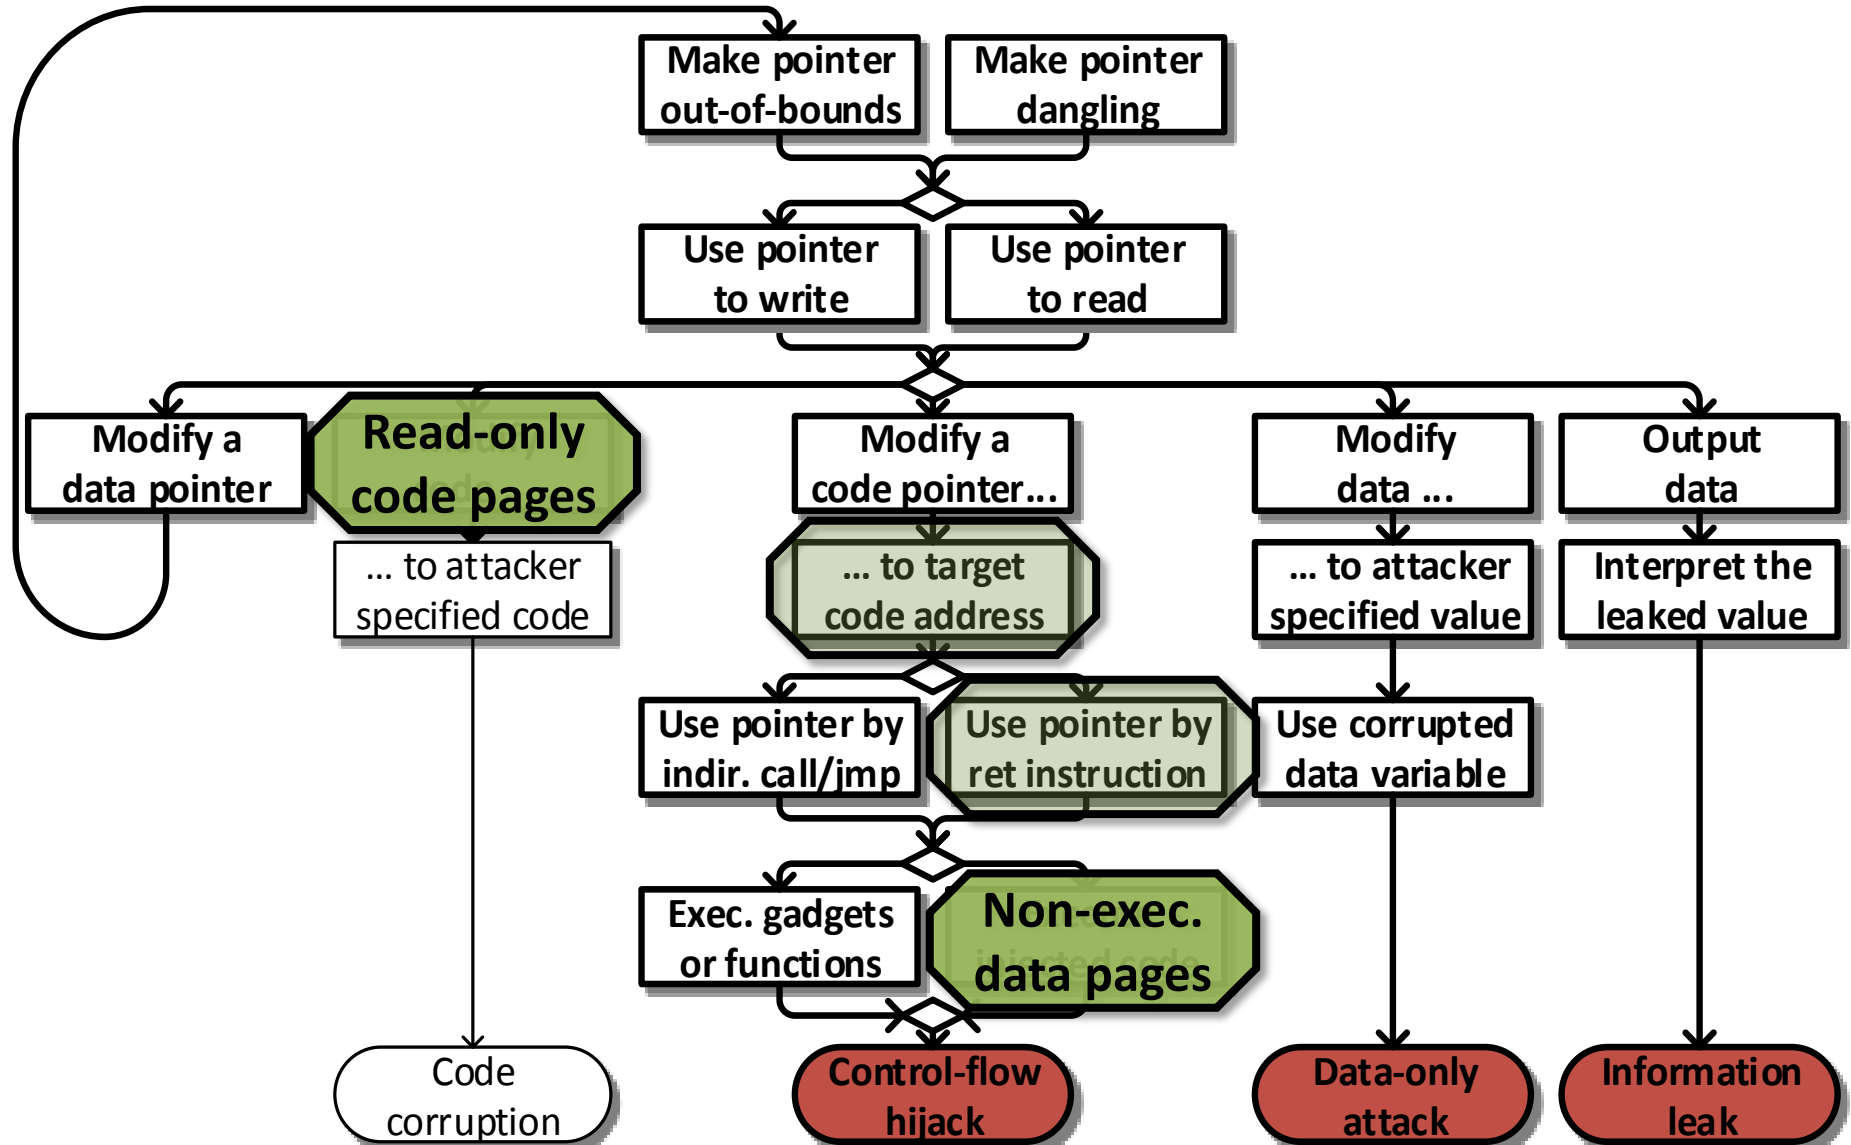 Make pointer
out-of-bounds
Make pointer
dangling
Use pointer
to write
Use pointer
to read
Modify a
data pointer
Read-only
code pages
Modify a
code pointer...
Modify
data ...
Output
data
... to attacker
specified code
... to target
code address
... to attacker
specified value
Interpret the
leaked value
Use pointer by
indir. call/jmp
Use pointer by
ret instruction
Use corrupted
data variable
Exec. gadgets
or functions
Non-exec.
data pages
Code
corruption
Control-flow
hijack
Data-only
attack
Information
leak